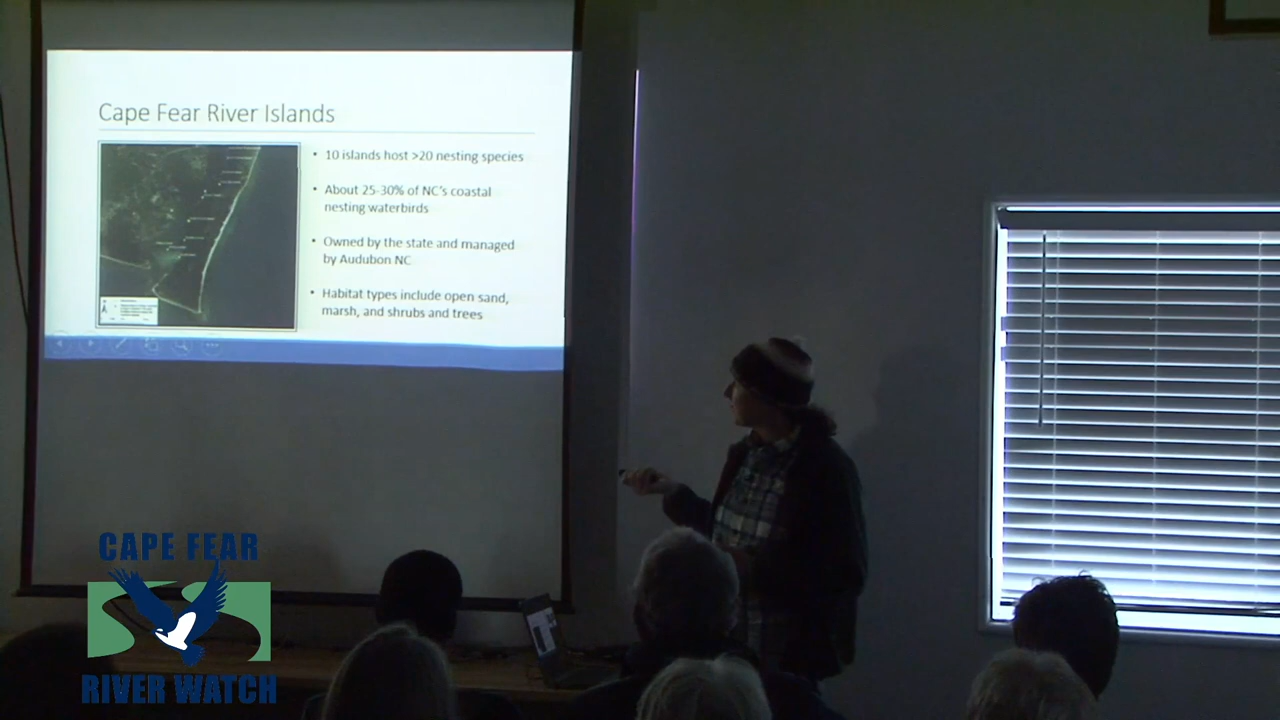 Cape Fear River Islands
• 10 islands host >20 nesting species
• About 25-30% of NC's coastal
nesting waterbirds
• Owned by the state and managed
by Audubon NC
• Habitat types include open sand,
marsh, and shrubs and trees
CAPE FEAR
RIVER WATCH